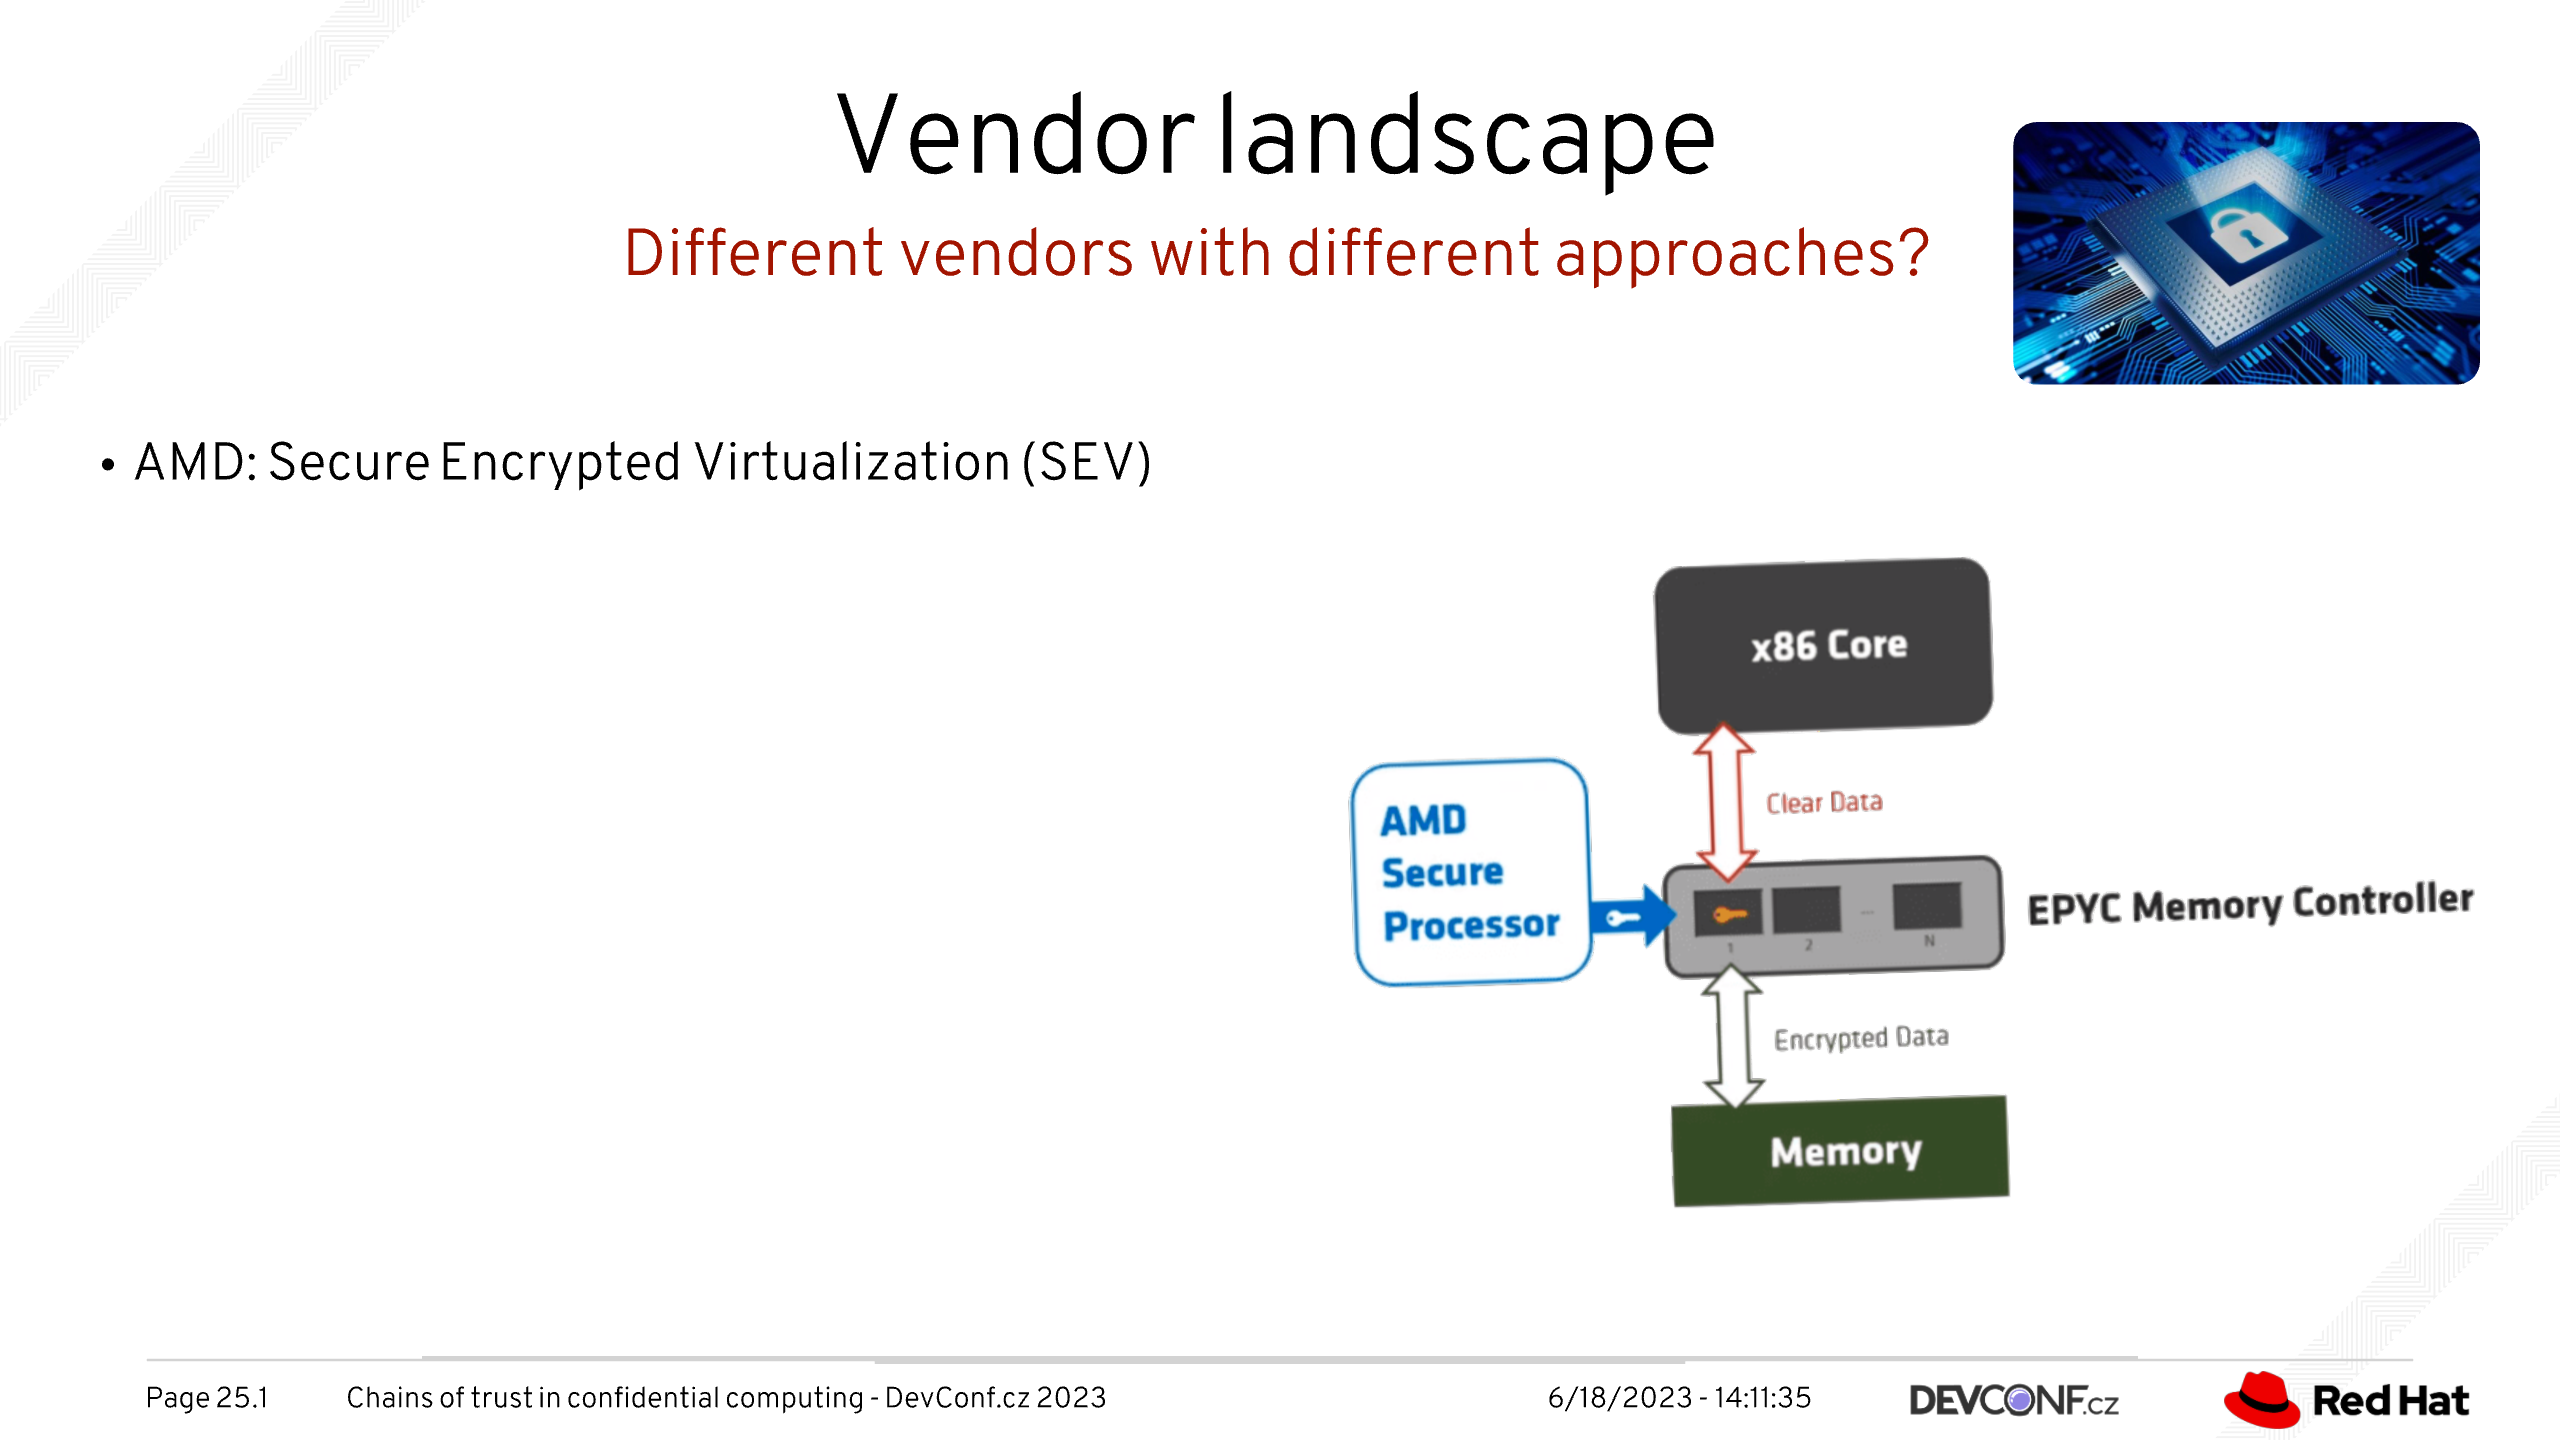 Vendor landscape
Different vendors with different approaches?
• AMD: Secure Encrypted Virtualization (SEV)
x86 Core
Clear Data
AMD
Secure
Processor
EPYC Memory Controller
1 2 ... N
Encrypted Data
Memory
Page 25.1 Chains of trust in confidential computing - DevConf.cz 2023 6/18/2023 - 14:11:35 DEVCONF.cz Red Hat